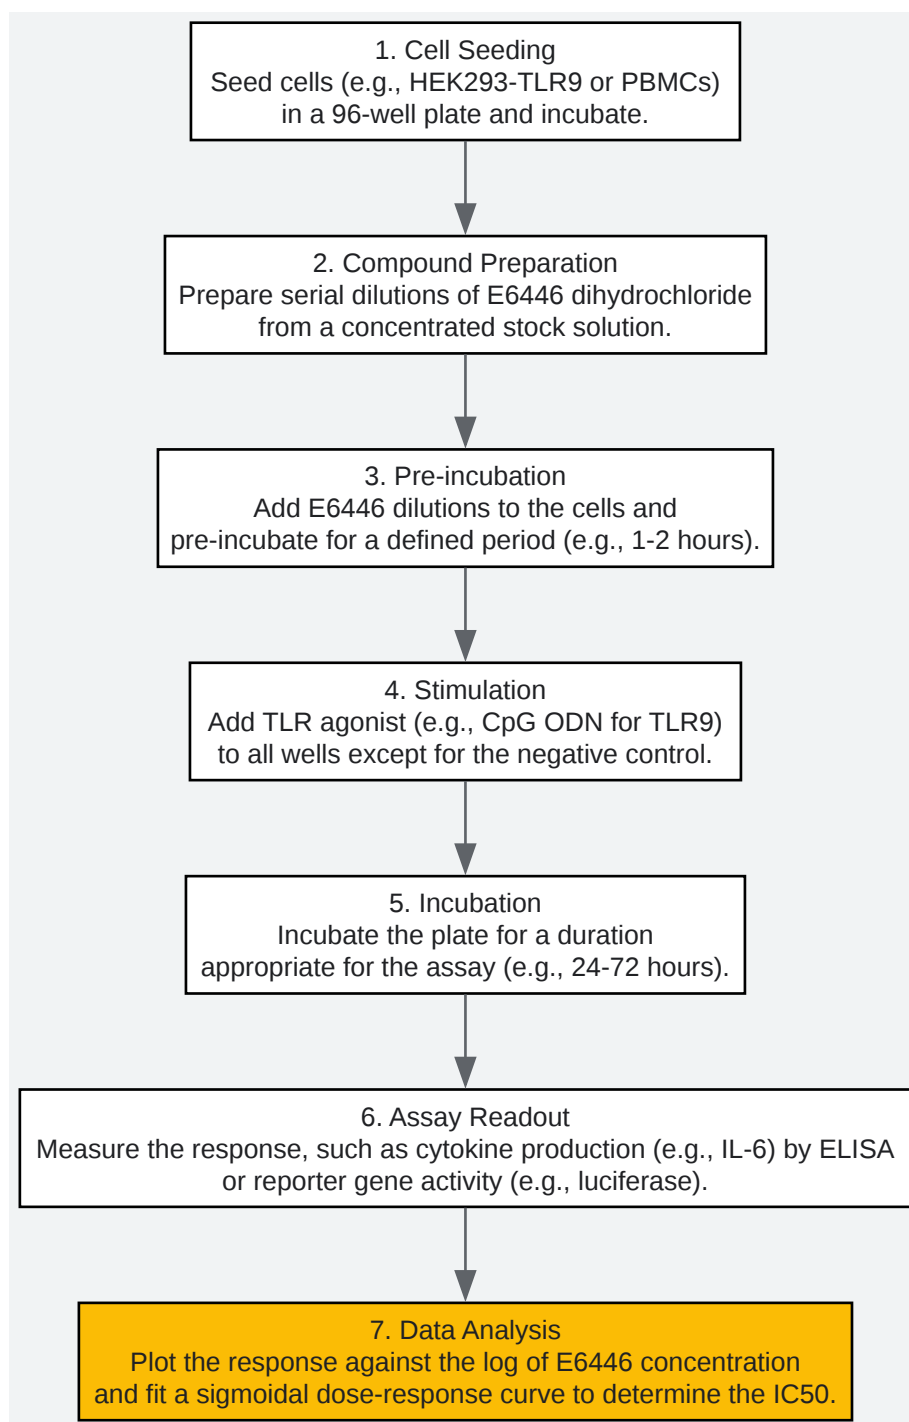 1. Cell Seeding
Seed cells (e.g., HEK293-TLR9 or PBMCs)
in a 96-well plate and incubate.
2. Compound Preparation
Prepare serial dilutions of E6446 dihydrochloride
from a concentrated stock solution.
3. Pre-incubation
Add E6446 dilutions to the cells and
pre-incubate for a defined period (e.g., 1-2 hours).
4. Stimulation
Add TLR agonist (e.g., CpG ODN for TLR9)
to all wells except for the negative control.
5. Incubation
Incubate the plate for a duration
appropriate for the assay (e.g., 24-72 hours).
6. Assay Readout
Measure the response, such as cytokine production (e.g., IL-6) by ELISA
or reporter gene activity (e.g., luciferase).
7. Data Analysis
Plot the response against the log of E6446 concentration
and fit a sigmoidal dose-response curve to determine the IC50.